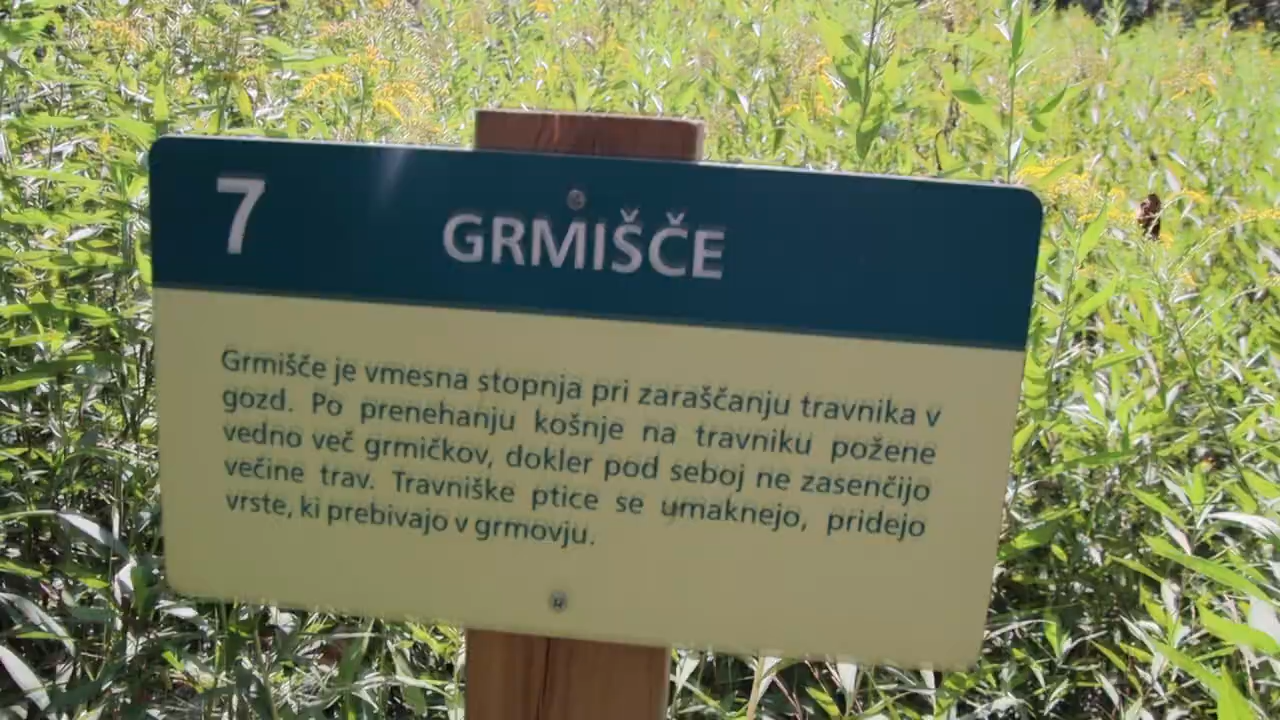 7
GRMIŠČE
Grmišče je vmesna stopnja pri zaraščanju travnika v
gozd. Po prenehanju košnje na travniku požene
vedno več grmičkov, dokler pod seboj ne zasenčijo
večine trav. Travniške ptice se umaknejo, pridejo
vrste, ki prebivajo v grmovju.